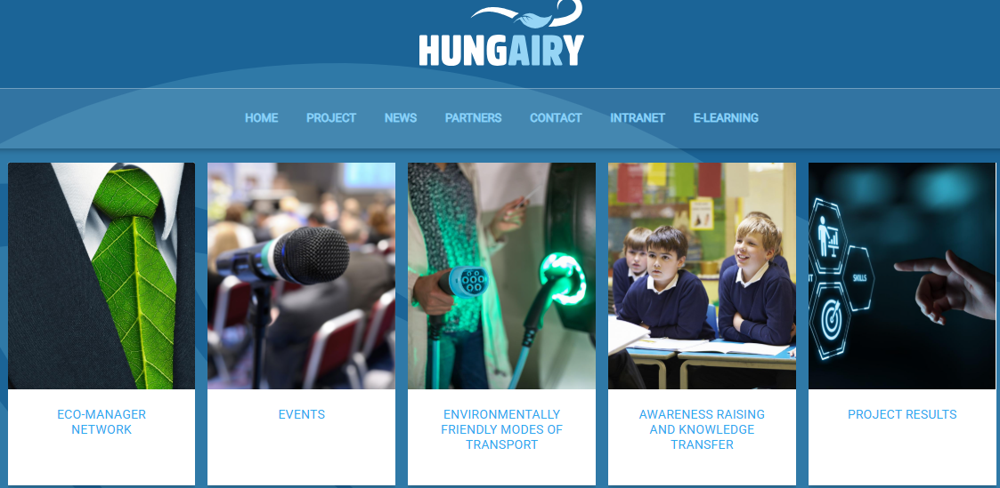 HUNGAIRY
HOME PROJECT NEWS PARTNERS CONTACT INTRANET E-LEARNING
SKILLS
ECO-MANAGER
NETWORK
EVENTS
ENVIRONMENTALLY
FRIENDLY MODES OF
TRANSPORT
AWARENESS RAISING
AND KNOWLEDGE
TRANSFER
PROJECT RESULTS